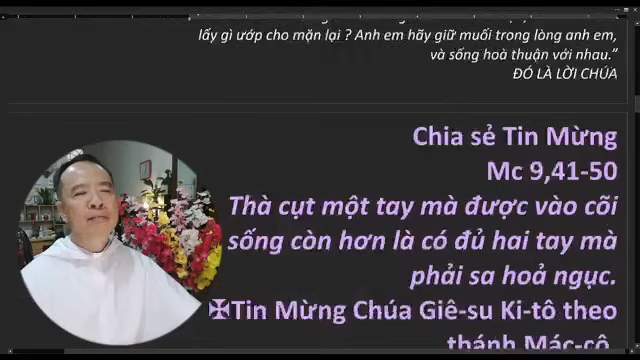 lấy gì ướp cho mặn lại ? Anh em hãy giữ muối trong lòng anh em,
và sống hoà thuận với nhau.”
ĐÓ LÀ LỜI CHÚA
Chia sẻ Tin Mừng
Mc 9,41-50
Thà cụt một tay mà được vào cõi
sống còn hơn là có đủ hai tay mà
phải sa hoả ngục.
✠Tin Mừng Chúa Giê-su Ki-tô theo
thánh Mác-cô.